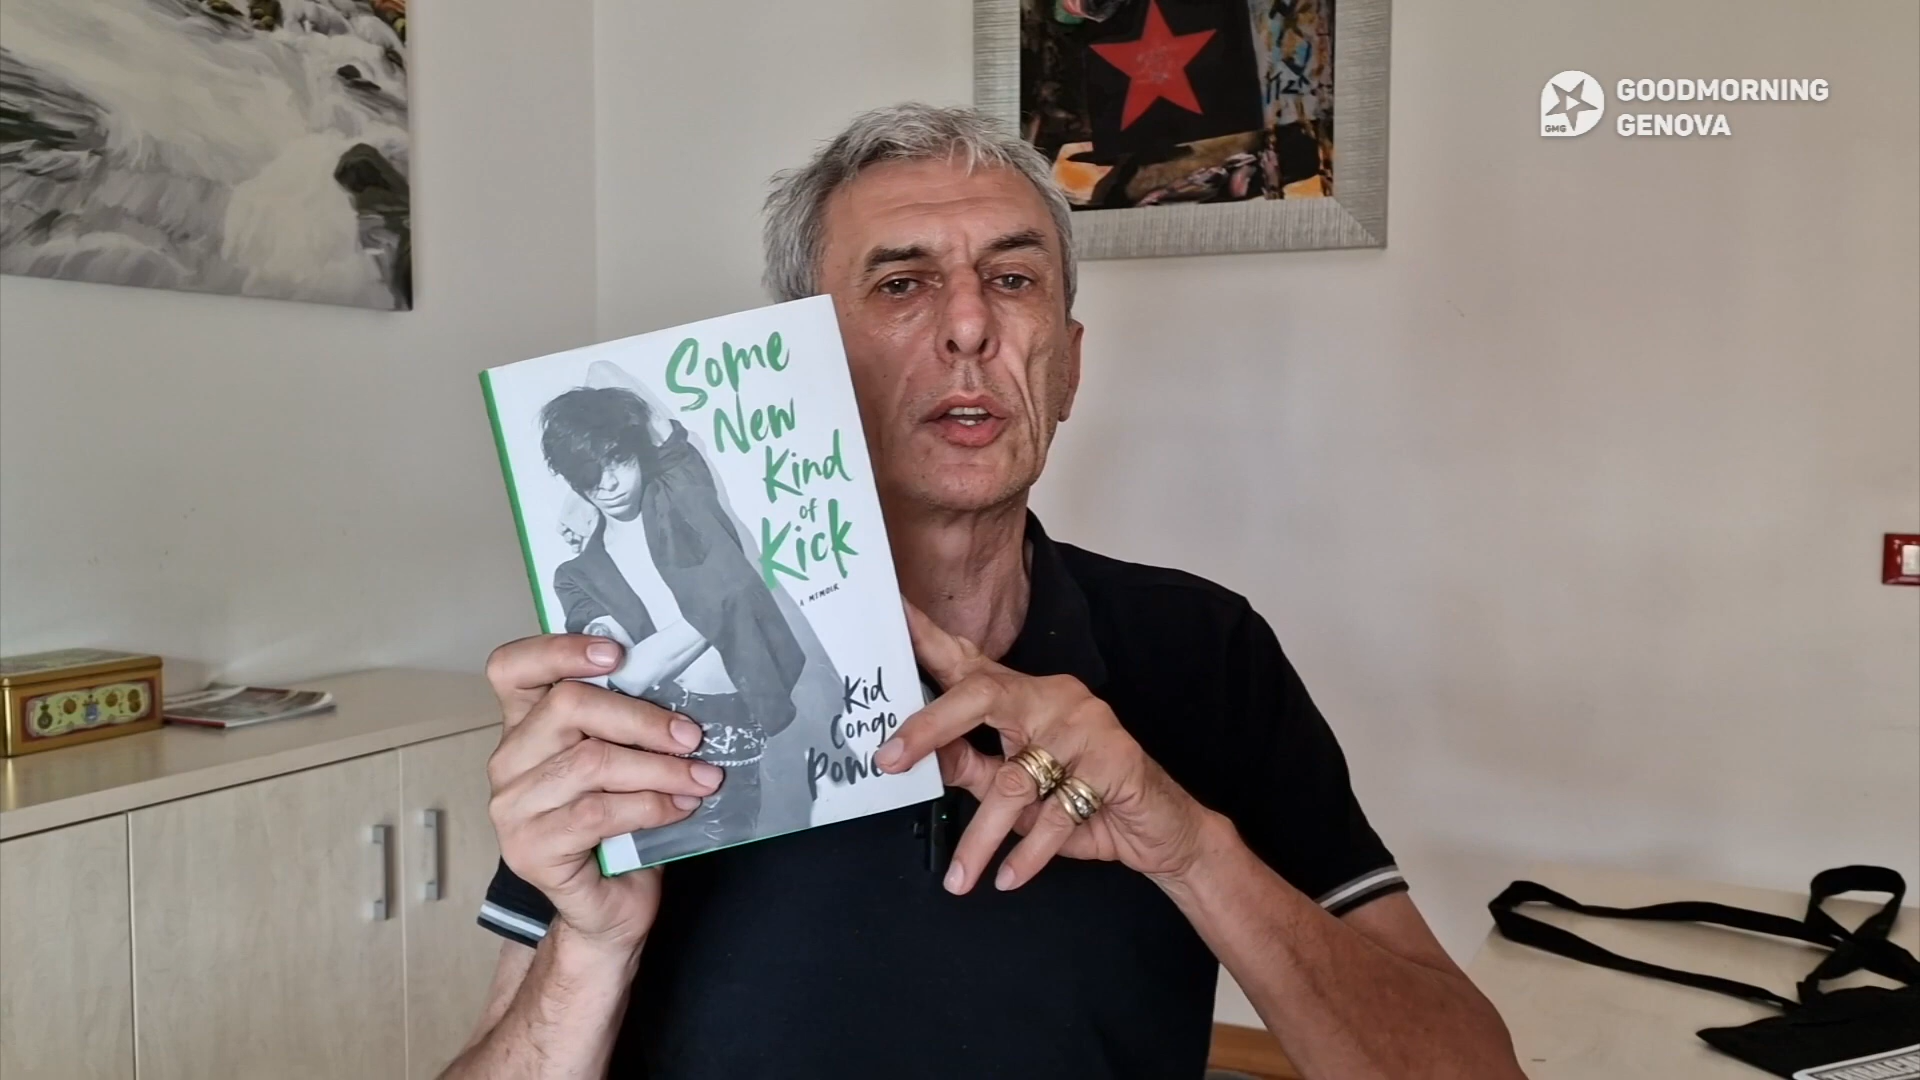 GOODMORNING
GENOVA
GMG
Some
New
Kind
of
Kick
A MEMOIR
Kid
Congo